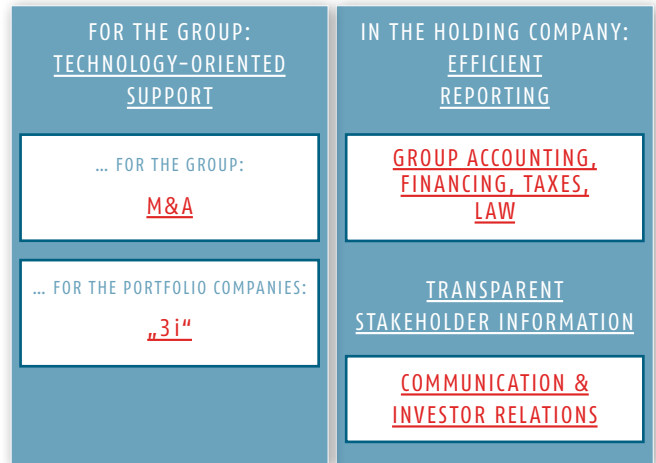 FOR THE GROUP:
TECHNOLOGY-ORIENTED
SUPPORT
… FOR THE GROUP:
M&A
… FOR THE PORTFOLIO COMPANIES:
„3i“
IN THE HOLDING COMPANY:
EFFICIENT
REPORTING
GROUP ACCOUNTING,
FINANCING, TAXES,
LAW
TRANSPARENT
STAKEHOLDER INFORMATION
COMMUNICATION &
INVESTOR RELATIONS